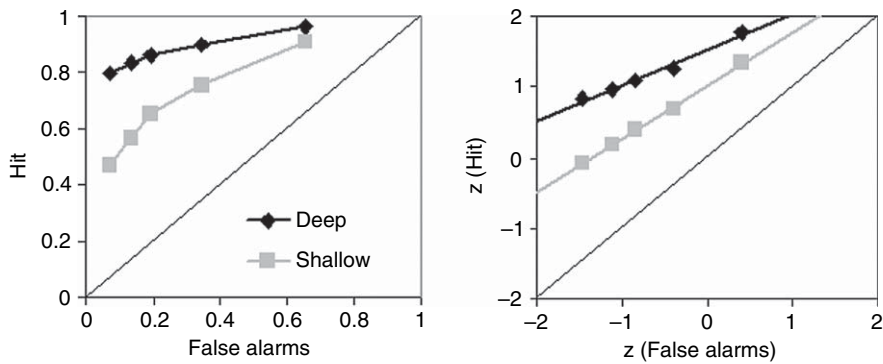 1
0.8
0.6
0.4
0.2
0
Hit
Deep
Shallow
0 0.2 0.4 0.6 0.8 1
False alarms
2
1
0
−1
−2
z (Hit)
−2 −1 0 1 2
z (False alarms)